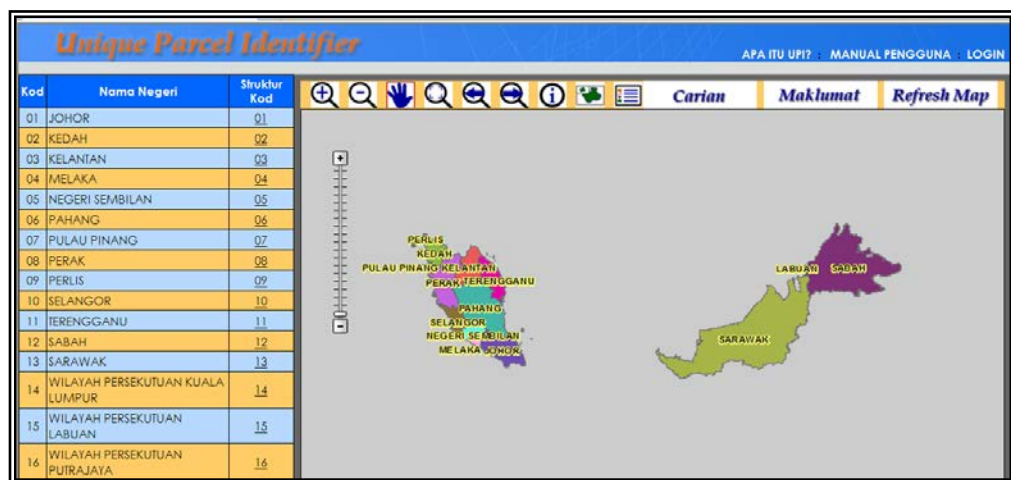 Unique Parcel Identifier
APA ITU UPI? : MANUAL PENGGUNA : LOGIN
Kod Nama Negeri Struktur Kod
01 JOHOR 01
02 KEDAH 02
03 KELANTAN 03
04 MELAKA 04
05 NEGERI SEMBILAN 05
06 PAHANG 06
07 PULAU PINANG 07
08 PERAK 08
09 PERLIS 09
10 SELANGOR 10
11 TERENGGANU 11
12 SABAH 12
13 SARAWAK 13
14 WILAYAH PERSEKUTUAN KUALA LUMPUR 14
15 WILAYAH PERSEKUTUAN LABUAN 15
16 WILAYAH PERSEKUTUAN PUTRAJAYA 16
Carian Maklumat Refresh Map
PERLIS
KEDAH
PULAU PINANG KELANTAN
PERAK TERENGGANU
PAHANG
SELANGOR
NEGERI SEMBILAN
MELAKA JOHOR
LABUAN SABAH
SARAWAK